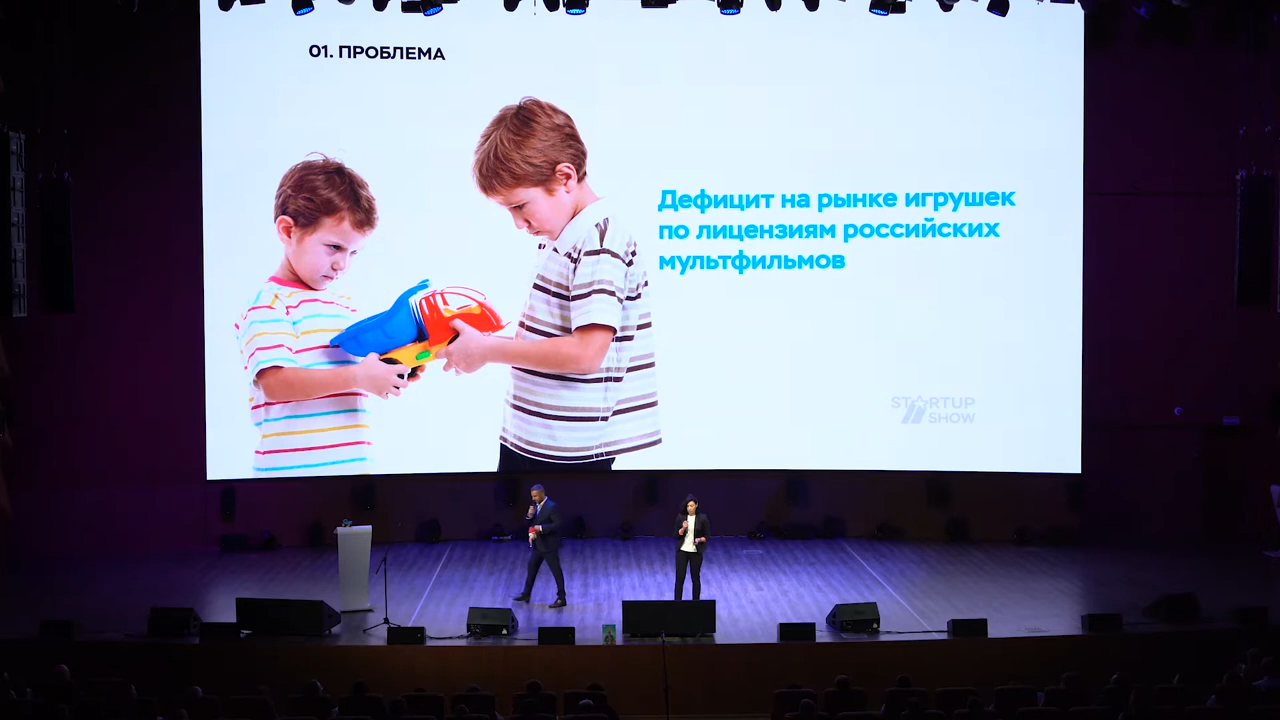 01. ПРОБЛЕМА
Дефицит на рынке игрушек
по лицензиям российских
мультфильмов
STARTUP
SHOW